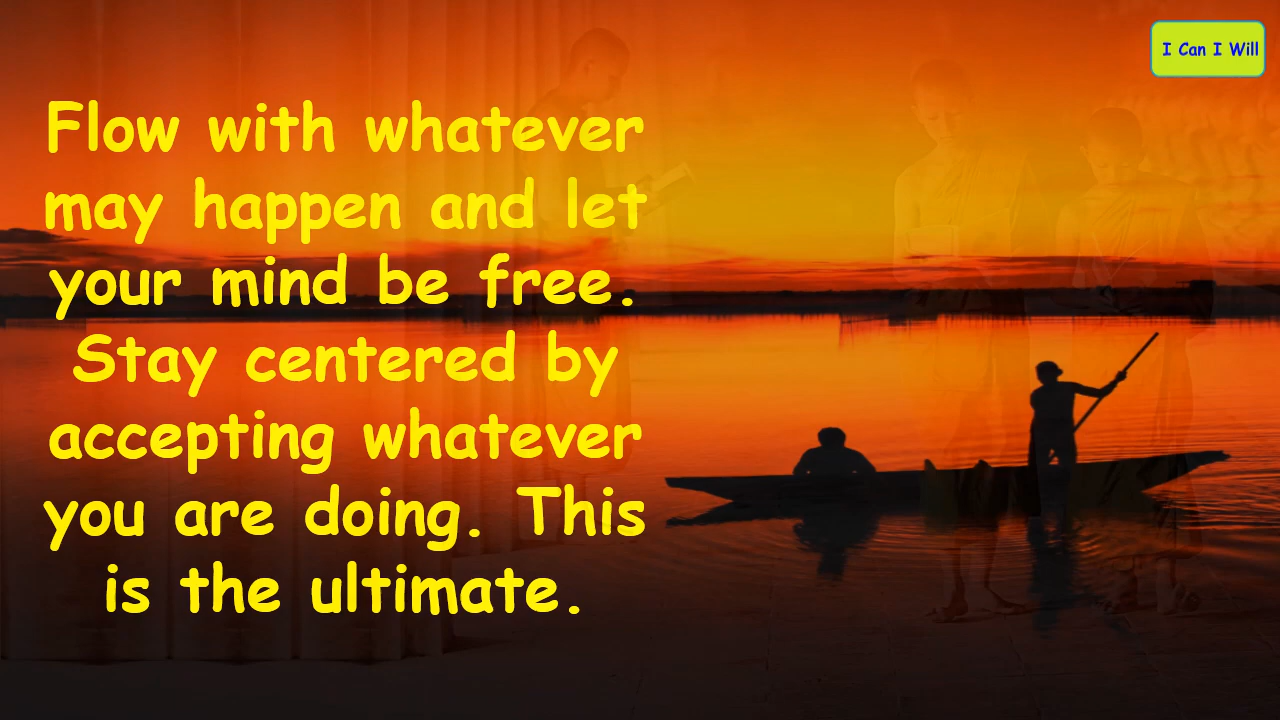 I Can I Will
Flow with whatever
may happen and let
your mind be free.
Stay centered by
accepting whatever
you are doing. This
is the ultimate.